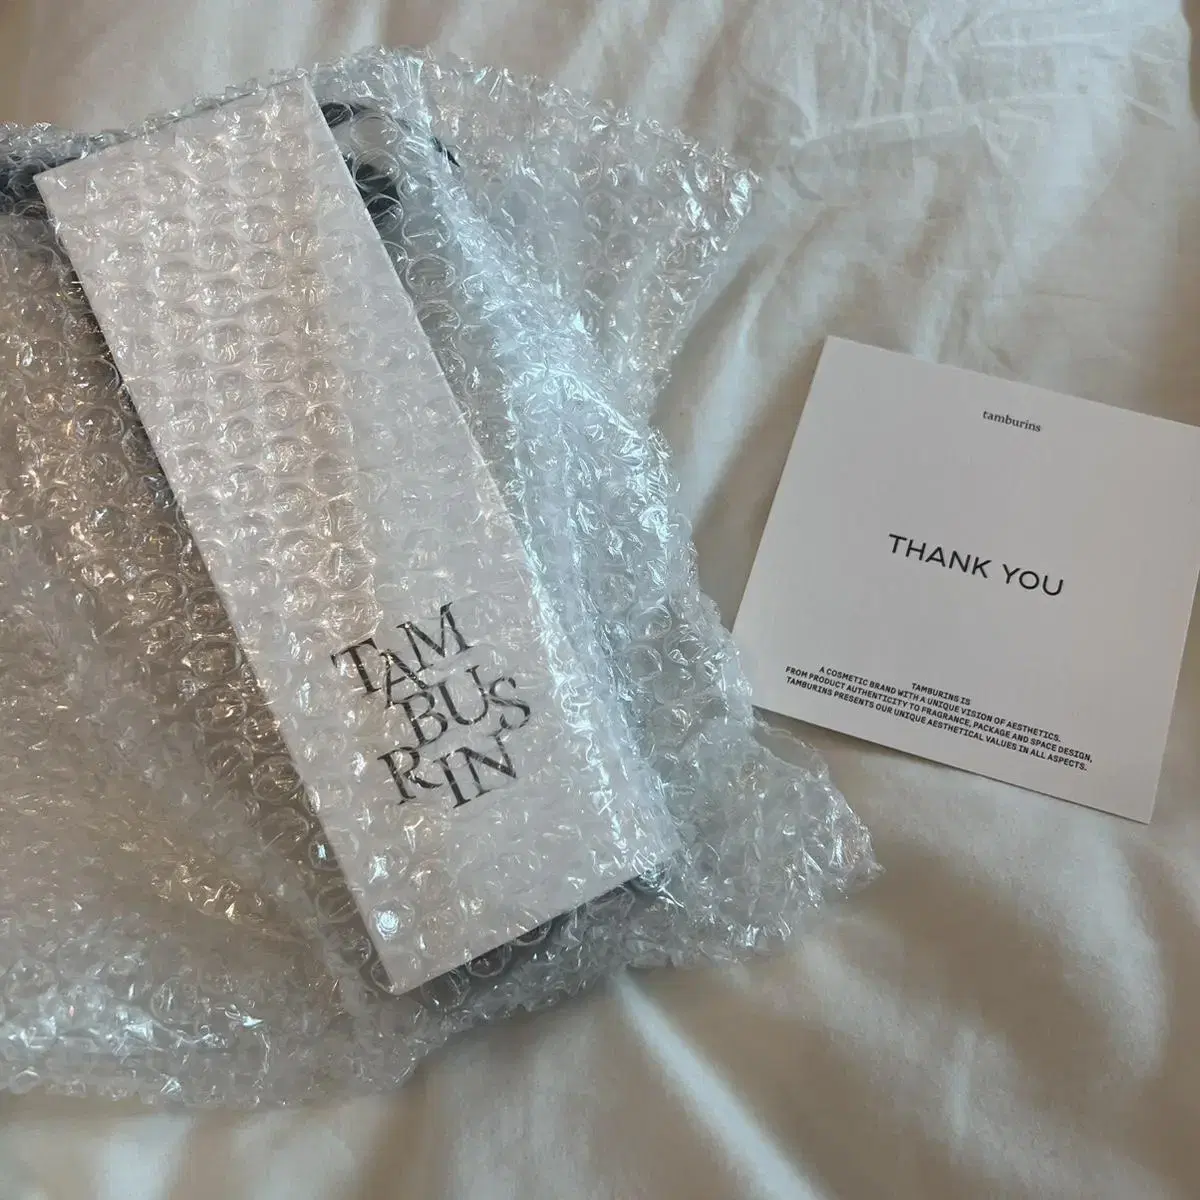 TAM
BUS
RIN
tamburins
THANK YOU
TAMBURINS IS
A COSMETIC BRAND WITH A UNIQUE VISION OF AESTHETICS.
FROM PRODUCT AUTHENTICITY TO FRAGRANCE, PACKAGE AND SPACE DESIGN,
TAMBURINS PRESENTS OUR UNIQUE AESTHETICAL VALUES IN ALL ASPECTS.